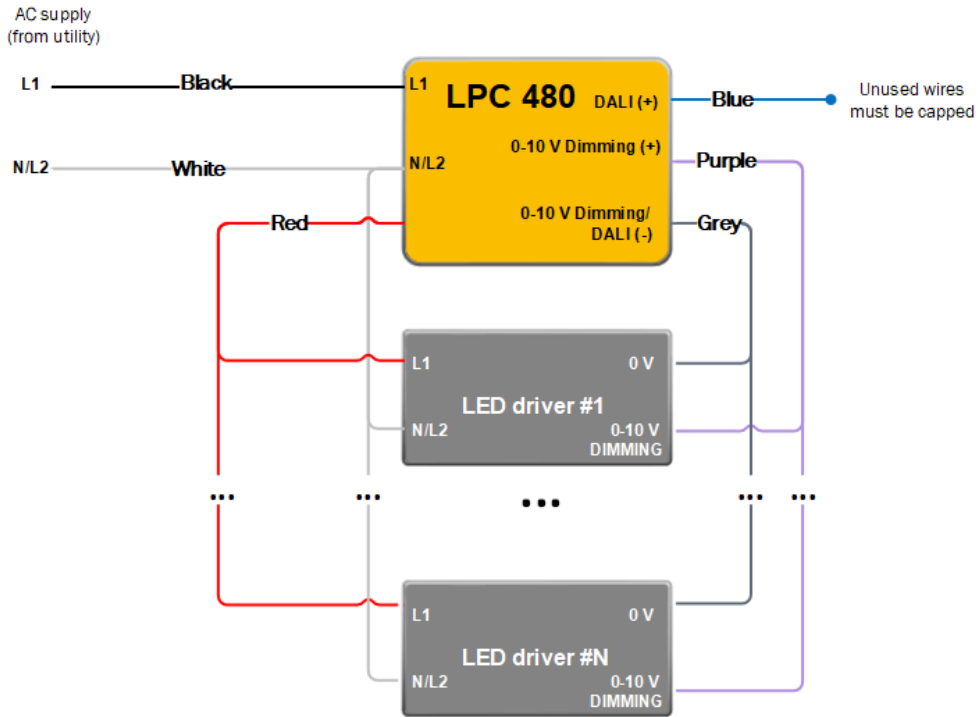 AC supply
(from utility)
L1
Black
L1
LPC 480
DALI (+)
Blue
Unused wires
must be capped
0-10 V Dimming (+)
Purple
N/L2
White
N/L2
Red
0-10 V Dimming/
DALI (-)
Grey
L1
0 V
LED driver #1
N/L2
0-10 V
DIMMING
...
...
...
...
...
L1
0 V
LED driver #N
N/L2
0-10 V
DIMMING